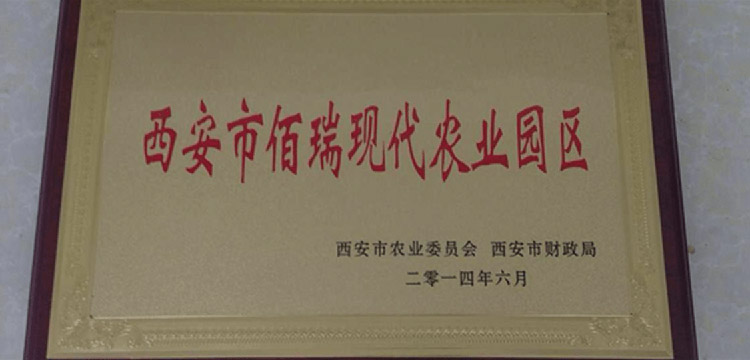 西安市佰瑞现代农业园区
西安市农业委员会 西安市财政局
二零一四年六月